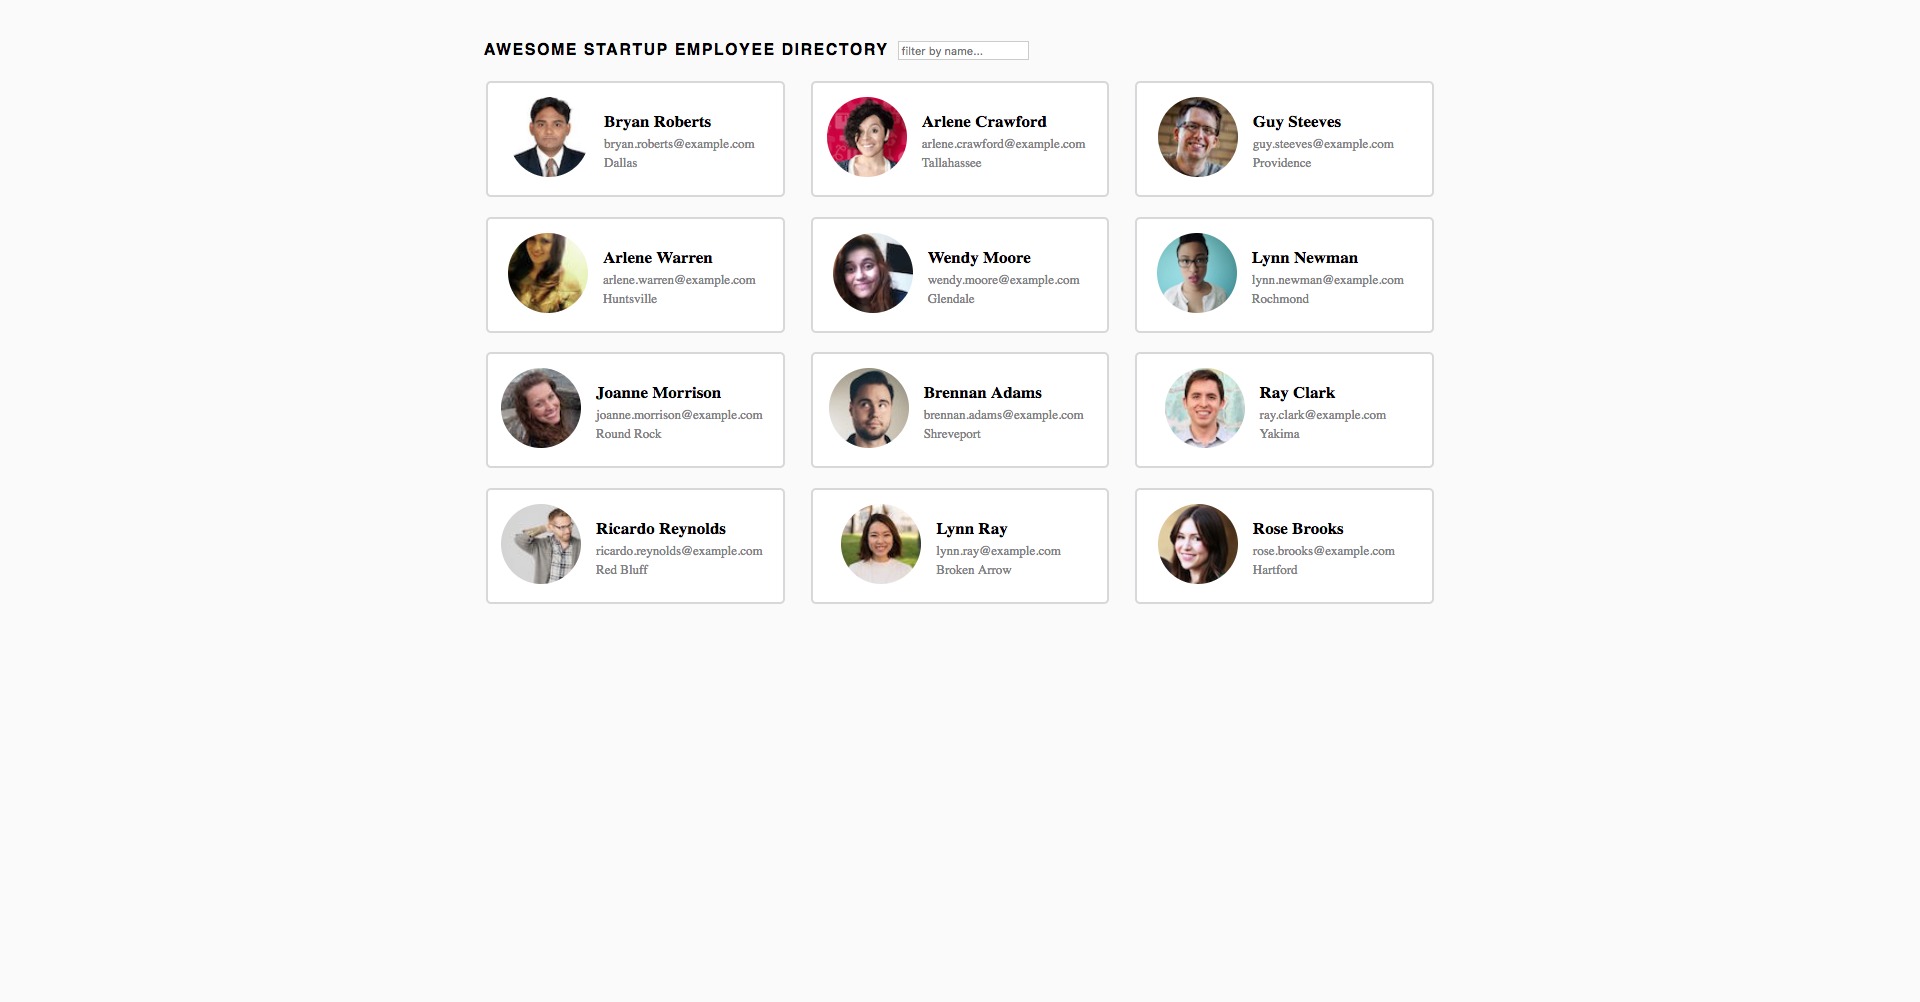 AWESOME STARTUP EMPLOYEE DIRECTORY filter by name...
Bryan Roberts
bryan.roberts@example.com
Dallas
Arlene Crawford
arlene.crawford@example.com
Tallahassee
Guy Steeves
guy.steeves@example.com
Providence
Arlene Warren
arlene.warren@example.com
Huntsville
Wendy Moore
wendy.moore@example.com
Glendale
Lynn Newman
lynn.newman@example.com
Rochmond
Joanne Morrison
joanne.morrison@example.com
Round Rock
Brennan Adams
brennan.adams@example.com
Shreveport
Ray Clark
ray.clark@example.com
Yakima
Ricardo Reynolds
ricardo.reynolds@example.com
Red Bluff
Lynn Ray
lynn.ray@example.com
Broken Arrow
Rose Brooks
rose.brooks@example.com
Hartford